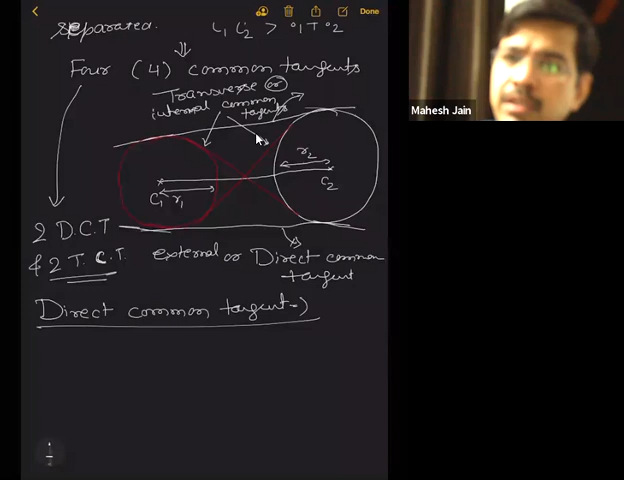 Done
separated. C₁C₂ > r₁ + r₂
⇓
Four (4) common tangents
Transverse or
internal common
tangents
r₂
C₂
C₁ r₁
2 D.C.T
& 2 T. C.T. external or Direct common
tangent
Direct common tangent→
Mahesh Jain